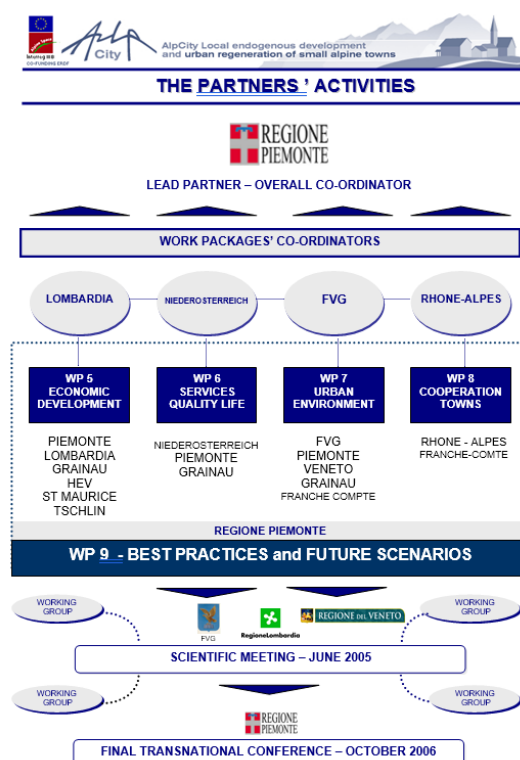 Alp
City
Interreg IIIB
CO-FUNDING ERDF
AlpCity Local endogenous development
and urban regeneration of small alpine towns
THE PARTNERS ' ACTIVITIES
REGIONE
PIEMONTE
LEAD PARTNER – OVERALL CO-ORDINATOR
WORK PACKAGES' CO-ORDINATORS
LOMBARDIA
NIEDEROSTERREICH
FVG
RHONE-ALPES
WP 5
ECONOMIC
DEVELOPMENT
WP 6
SERVICES
QUALITY LIFE
WP 7
URBAN
ENVIRONMENT
WP 8
COOPERATION
TOWNS
PIEMONTE
LOMBARDIA
GRAINAU
HEV
ST MAURICE
TSCHLIN
NIEDEROSTERREICH
PIEMONTE
GRAINAU
FVG
PIEMONTE
VENETO
GRAINAU
FRANCHE COMPTE
RHONE - ALPES
FRANCHE-COMTE
REGIONE PIEMONTE
WP 9 - BEST PRACTICES and FUTURE SCENARIOS
WORKING
GROUP
FVG
RegioneLombardia
REGIONE DEL VENETO
WORKING
GROUP
SCIENTIFIC MEETING – JUNE 2005
WORKING
GROUP
WORKING
GROUP
REGIONE
PIEMONTE
FINAL TRANSNATIONAL CONFERENCE – OCTOBER 2006